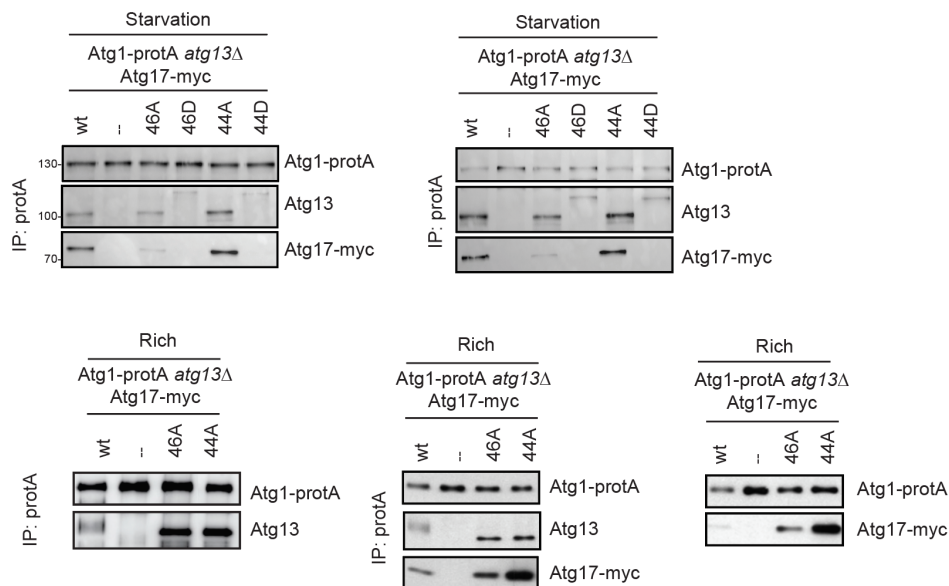 Starvation
Atg1-protA atg13Δ
Atg17-myc
wt
--
46A
46D
44A
44D
IP: protA
130-
Atg1-protA
100-
Atg13
70-
Atg17-myc
Starvation
Atg1-protA atg13Δ
Atg17-myc
wt
--
46A
46D
44A
44D
IP: protA
Atg1-protA
Atg13
Atg17-myc
Rich
Atg1-protA atg13Δ
Atg17-myc
wt
--
46A
44A
IP: protA
Atg1-protA
Atg13
Rich
Atg1-protA atg13Δ
Atg17-myc
wt
--
46A
44A
IP: protA
Atg1-protA
Atg13
Atg17-myc
Rich
Atg1-protA atg13Δ
Atg17-myc
wt
--
46A
44A
Atg1-protA
Atg17-myc